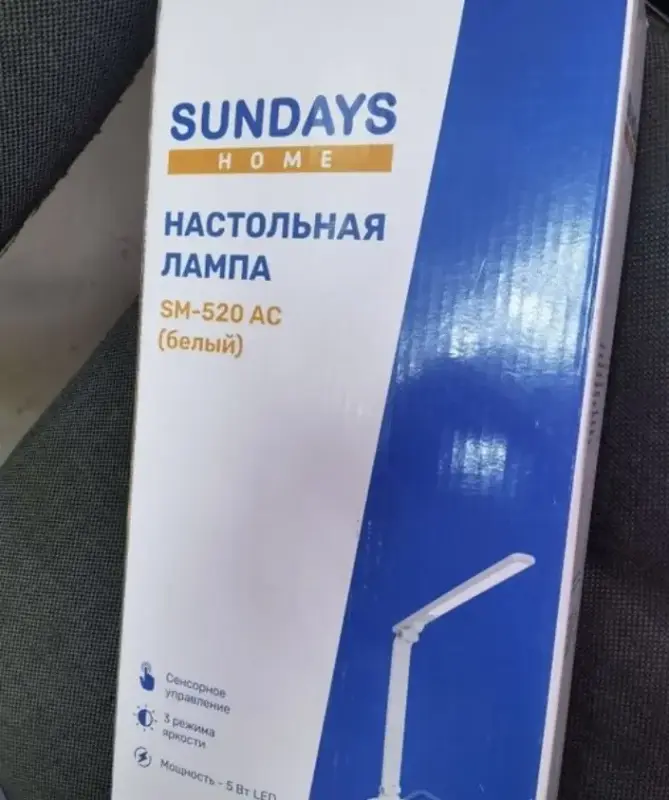 SUNDAYS
HOME
НАСТОЛЬНАЯ
ЛАМПА
SM-520 AC
(белый)
Сенсорное
управление
3 режима
яркости
Мощность - 5 Вт LED